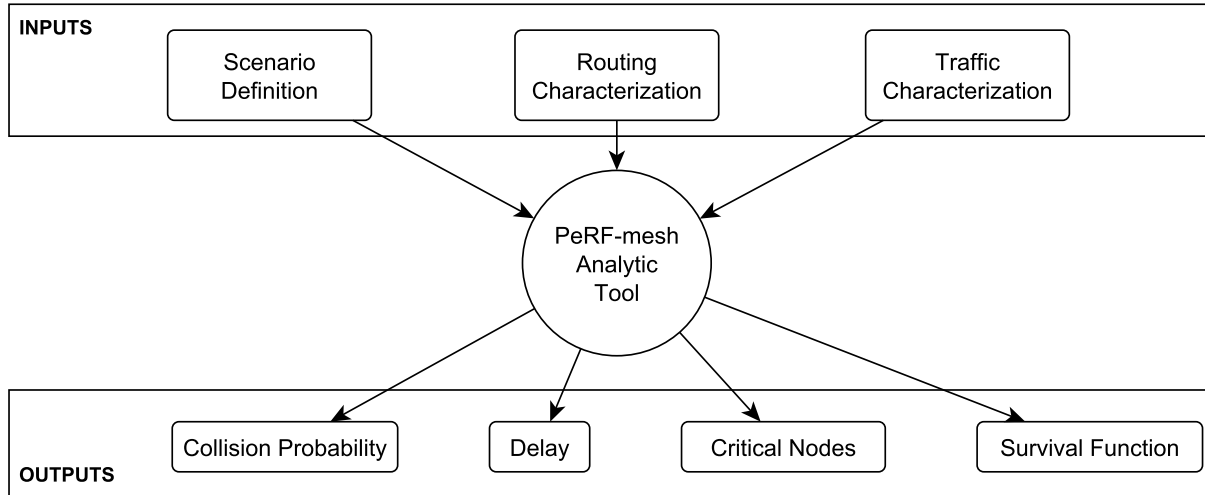 INPUTS
Scenario
Definition
Routing
Characterization
Traffic
Characterization
PeRF-mesh
Analytic
Tool
Collision Probability
Delay
Critical Nodes
Survival Function
OUTPUTS